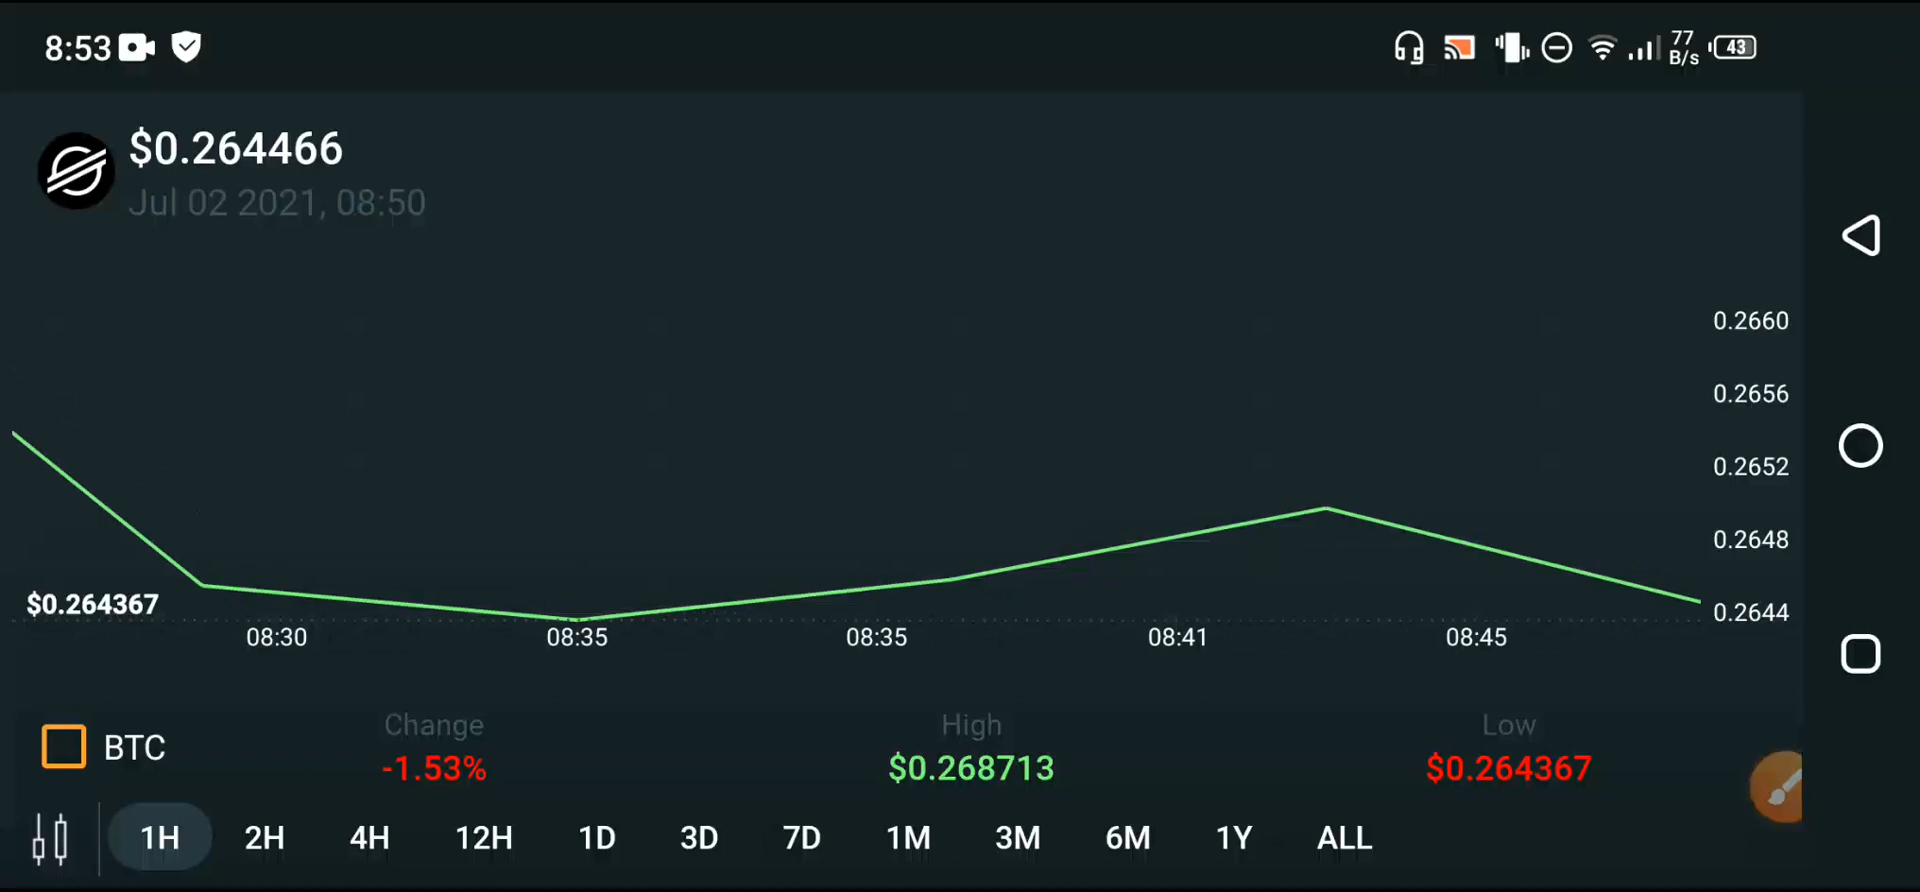 8:53
77
B/s
43
$0.264466
Jul 02 2021, 08:50
0.2660
0.2656
0.2652
0.2648
$0.264367
0.2644
08:30 08:35 08:35 08:41 08:45
BTC
Change High Low
-1.53% $0.268713 $0.264367
1H 2H 4H 12H 1D 3D 7D 1M 3M 6M 1Y ALL